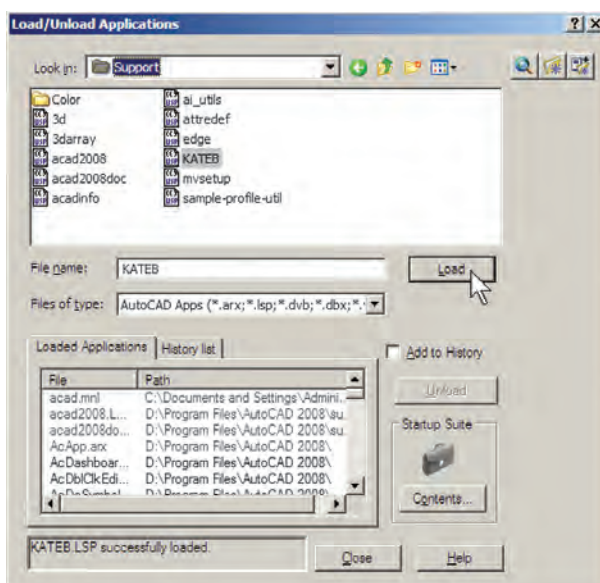 Load/Unload Applications
Look in: Support
Color
3d
3darray
acad2008
acad2008doc
acadinfo
ai_utils
attredef
edge
KATEB
mvsetup
sample-profile-util
File name: KATEB
Load
Files of type: AutoCAD Apps (*.arx;*.lsp;*.dvb;*.dbx;*.
Loaded Applications History list
Add to History
File Path
acad.mnl C:\Documents and Settings\Admini.
acad2008.L... D:\Program Files\AutoCAD 2008\su.
acad2008do... D:\Program Files\AutoCAD 2008\su.
AcApp.arx D:\Program Files\AutoCAD 2008\
AcDashboar... D:\Program Files\AutoCAD 2008\
AcDblClkEdi... D:\Program Files\AutoCAD 2008\
D:\Program Files\AutoCAD 2008\
Unload
Startup Suite
Contents...
KATEB.LSP successfully loaded.
Close
Help